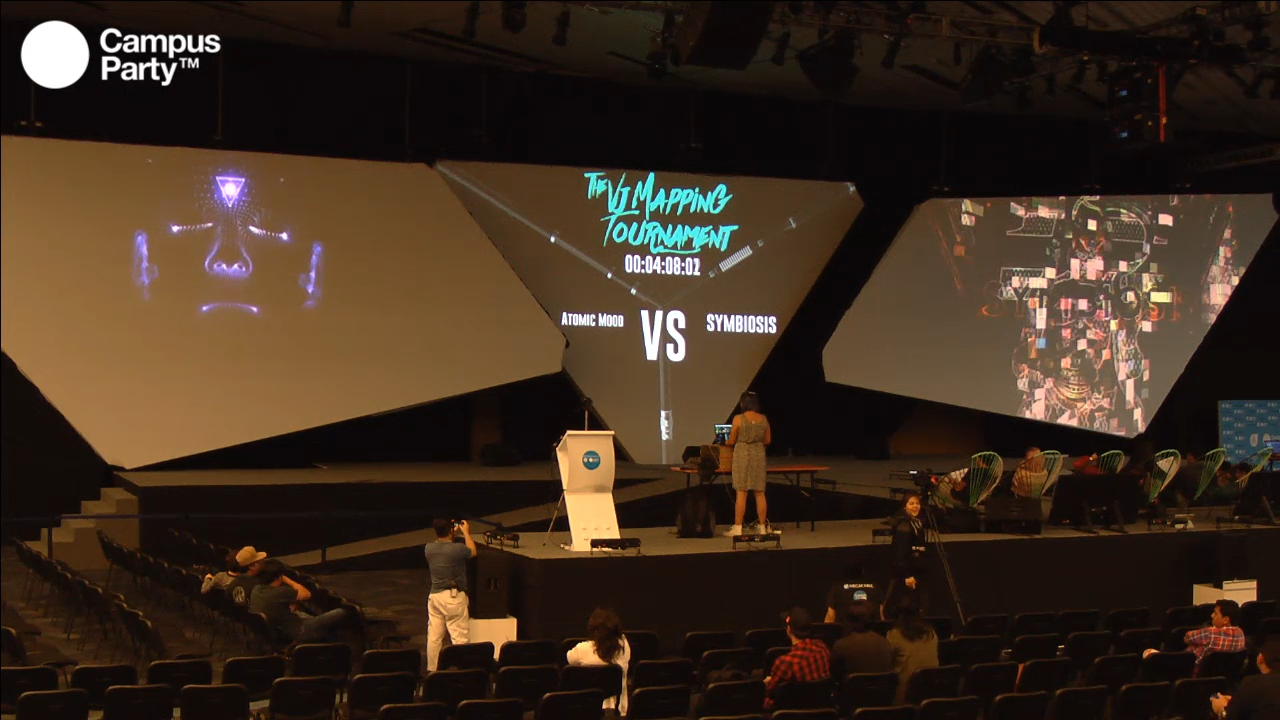 Campus
Party™
The VJ Mapping
Tournament
00:04:08:02
Atomic Mood
VS
SYMBIOSIS